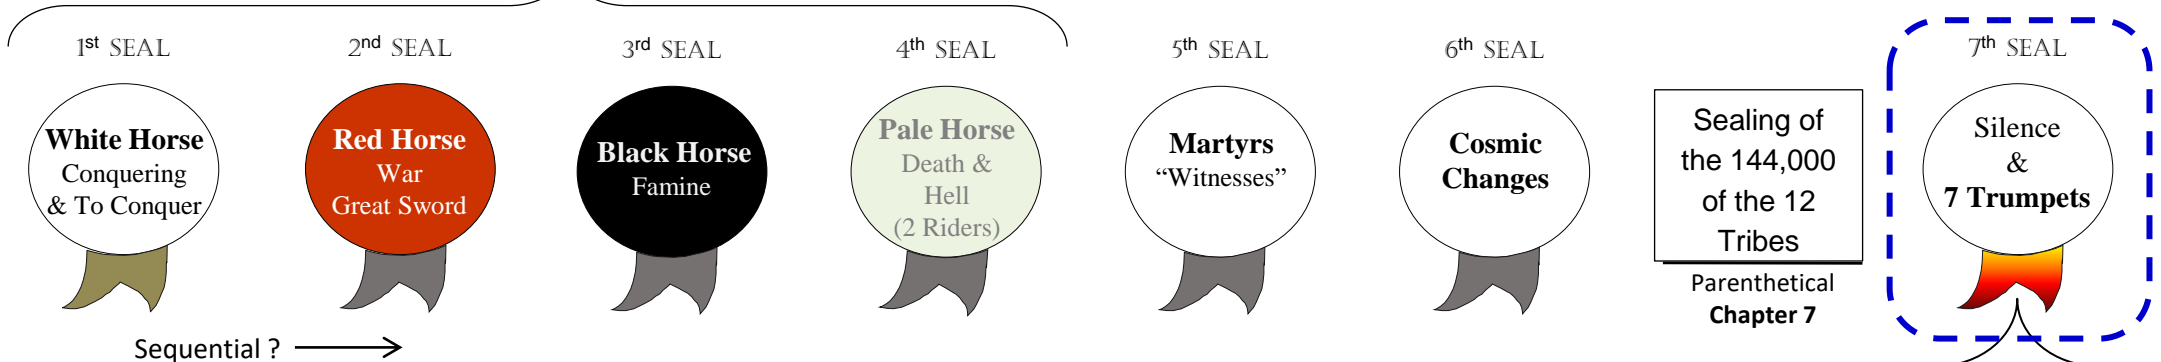 1st SEAL
White Horse
Conquering
& To Conquer
2nd SEAL
Red Horse
War
Great Sword
3rd SEAL
Black Horse
Famine
4th SEAL
Pale Horse
Death &
Hell
(2 Riders)
5th SEAL
Martyrs
“Witnesses”
6th SEAL
Cosmic
Changes
Sealing of
the 144,000
of the 12
Tribes
Parenthetical
Chapter 7
7th SEAL
Silence
&
7 Trumpets
Sequential ?